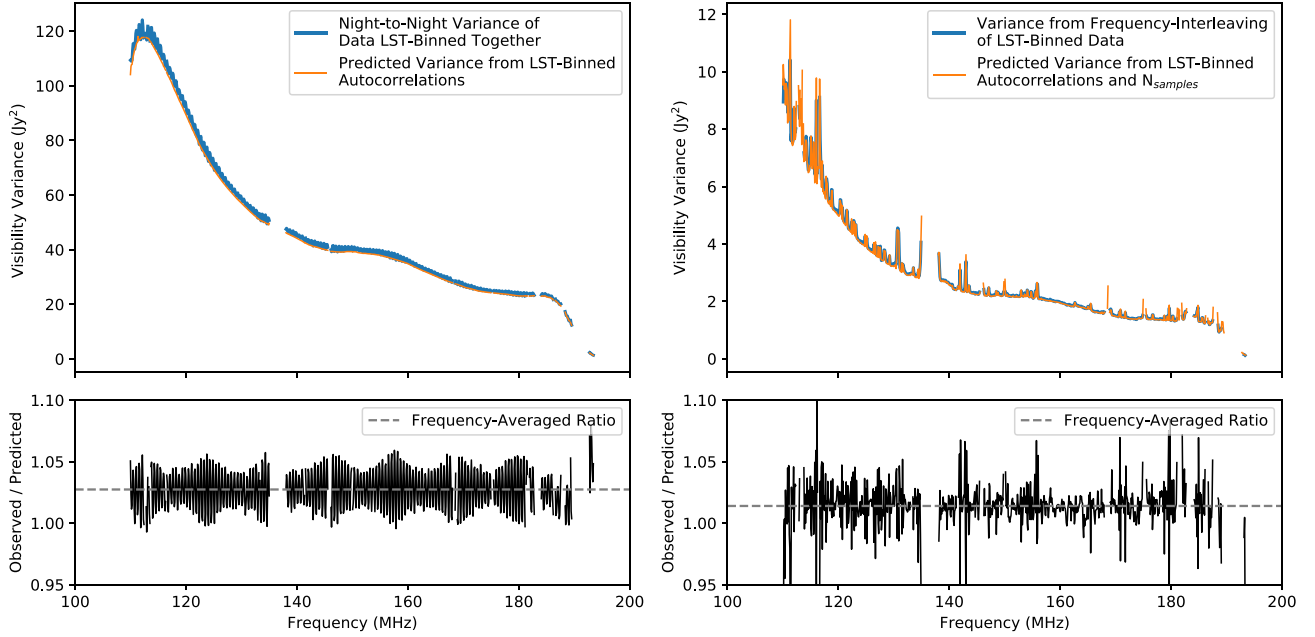 Night-to-Night Variance of
Data LST-Binned Together
Predicted Variance from LST-Binned
Autocorrelations
Visibility Variance (Jy²)
120
100
80
60
40
20
0
Variance from Frequency-Interleaving
of LST-Binned Data
Predicted Variance from LST-Binned
Autocorrelations and N_samples
Visibility Variance (Jy²)
12
10
8
6
4
2
0
Frequency-Averaged Ratio
Observed / Predicted
1.10
1.05
1.00
0.95
100
120
140
160
180
200
Frequency (MHz)
Frequency-Averaged Ratio
Observed / Predicted
1.10
1.05
1.00
0.95
100
120
140
160
180
200
Frequency (MHz)